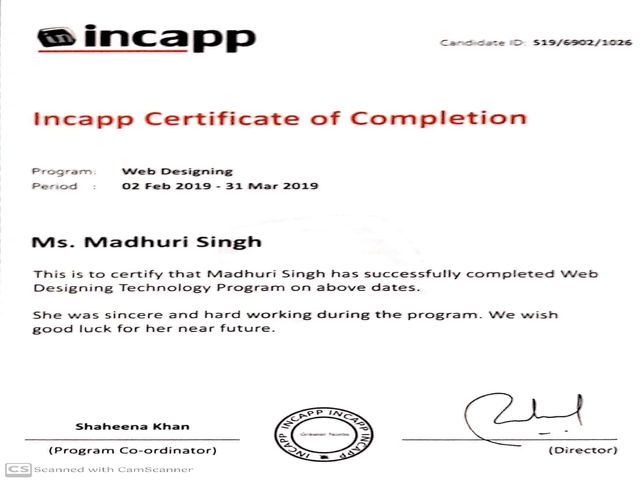 in incapp
Candidate ID: S19/6902/1026
Incapp Certificate of Completion
Program: Web Designing
Period : 02 Feb 2019 - 31 Mar 2019
Ms. Madhuri Singh
This is to certify that Madhuri Singh has successfully completed Web
Designing Technology Program on above dates.
She was sincere and hard working during the program. We wish
good luck for her near future.
Shaheena Khan
(Program Co-ordinator)
INCAPP INCAPP INCAPP INCAPP
(Director)
CS Scanned with CamScanner